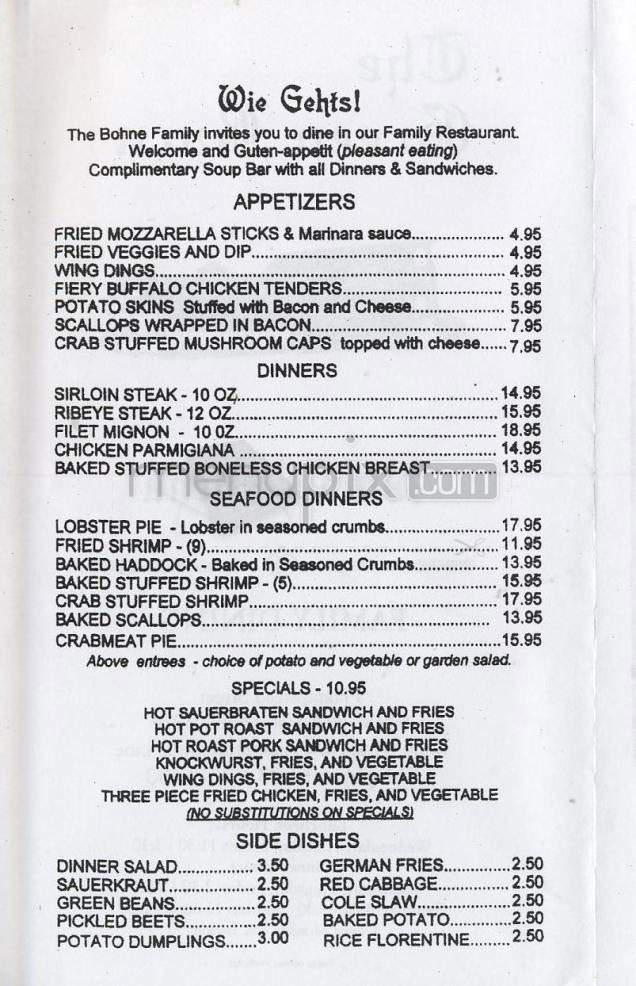 Wie Gehts!
The Bohne Family invites you to dine in our Family Restaurant.
Welcome and Guten-appetit (pleasant eating)
Complimentary Soup Bar with all Dinners & Sandwiches.
APPETIZERS
FRIED MOZZARELLA STICKS & Marinara sauce..................... 4.95
FRIED VEGGIES AND DIP..................................................... 4.95
WING DINGS......................................................................... 4.95
FIERY BUFFALO CHICKEN TENDERS.................................. 5.95
POTATO SKINS Stuffed with Bacon and Cheese..................... 5.95
SCALLOPS WRAPPED IN BACON......................................... 7.95
CRAB STUFFED MUSHROOM CAPS topped with cheese...... 7.95
DINNERS
SIRLOIN STEAK - 10 OZ...................................................... 14.95
RIBEYE STEAK - 12 OZ....................................................... 15.95
FILET MIGNON - 10 0Z....................................................... 18.95
CHICKEN PARMIGIANA ...................................................... 14.95
BAKED STUFFED BONELESS CHICKEN BREAST.............. 13.95
menupix.com
SEAFOOD DINNERS
LOBSTER PIE - Lobster in seasoned crumbs......................... 17.95
FRIED SHRIMP - (9)............................................................. 11.95
BAKED HADDOCK - Baked in Seasoned Crumbs.................. 13.95
BAKED STUFFED SHRIMP - (5)........................................... 15.95
CRAB STUFFED SHRIMP..................................................... 17.95
BAKED SCALLOPS............................................................... 13.95
CRABMEAT PIE.....................................................................15.95
Above entrees - choice of potato and vegetable or garden salad.
SPECIALS - 10.95
HOT SAUERBRATEN SANDWICH AND FRIES
HOT POT ROAST SANDWICH AND FRIES
HOT ROAST PORK SANDWICH AND FRIES
KNOCKWURST, FRIES, AND VEGETABLE
WING DINGS, FRIES, AND VEGETABLE
THREE PIECE FRIED CHICKEN, FRIES, AND VEGETABLE
(NO SUBSTITUTIONS ON SPECIALS)
SIDE DISHES
DINNER SALAD................. 3.50 GERMAN FRIES.............. 2.50
SAUERKRAUT................... 2.50 RED CABBAGE............... 2.50
GREEN BEANS.................. 2.50 COLE SLAW.................... 2.50
PICKLED BEETS................2.50 BAKED POTATO............. 2.50
POTATO DUMPLINGS.......3.00 RICE FLORENTINE......... 2.50